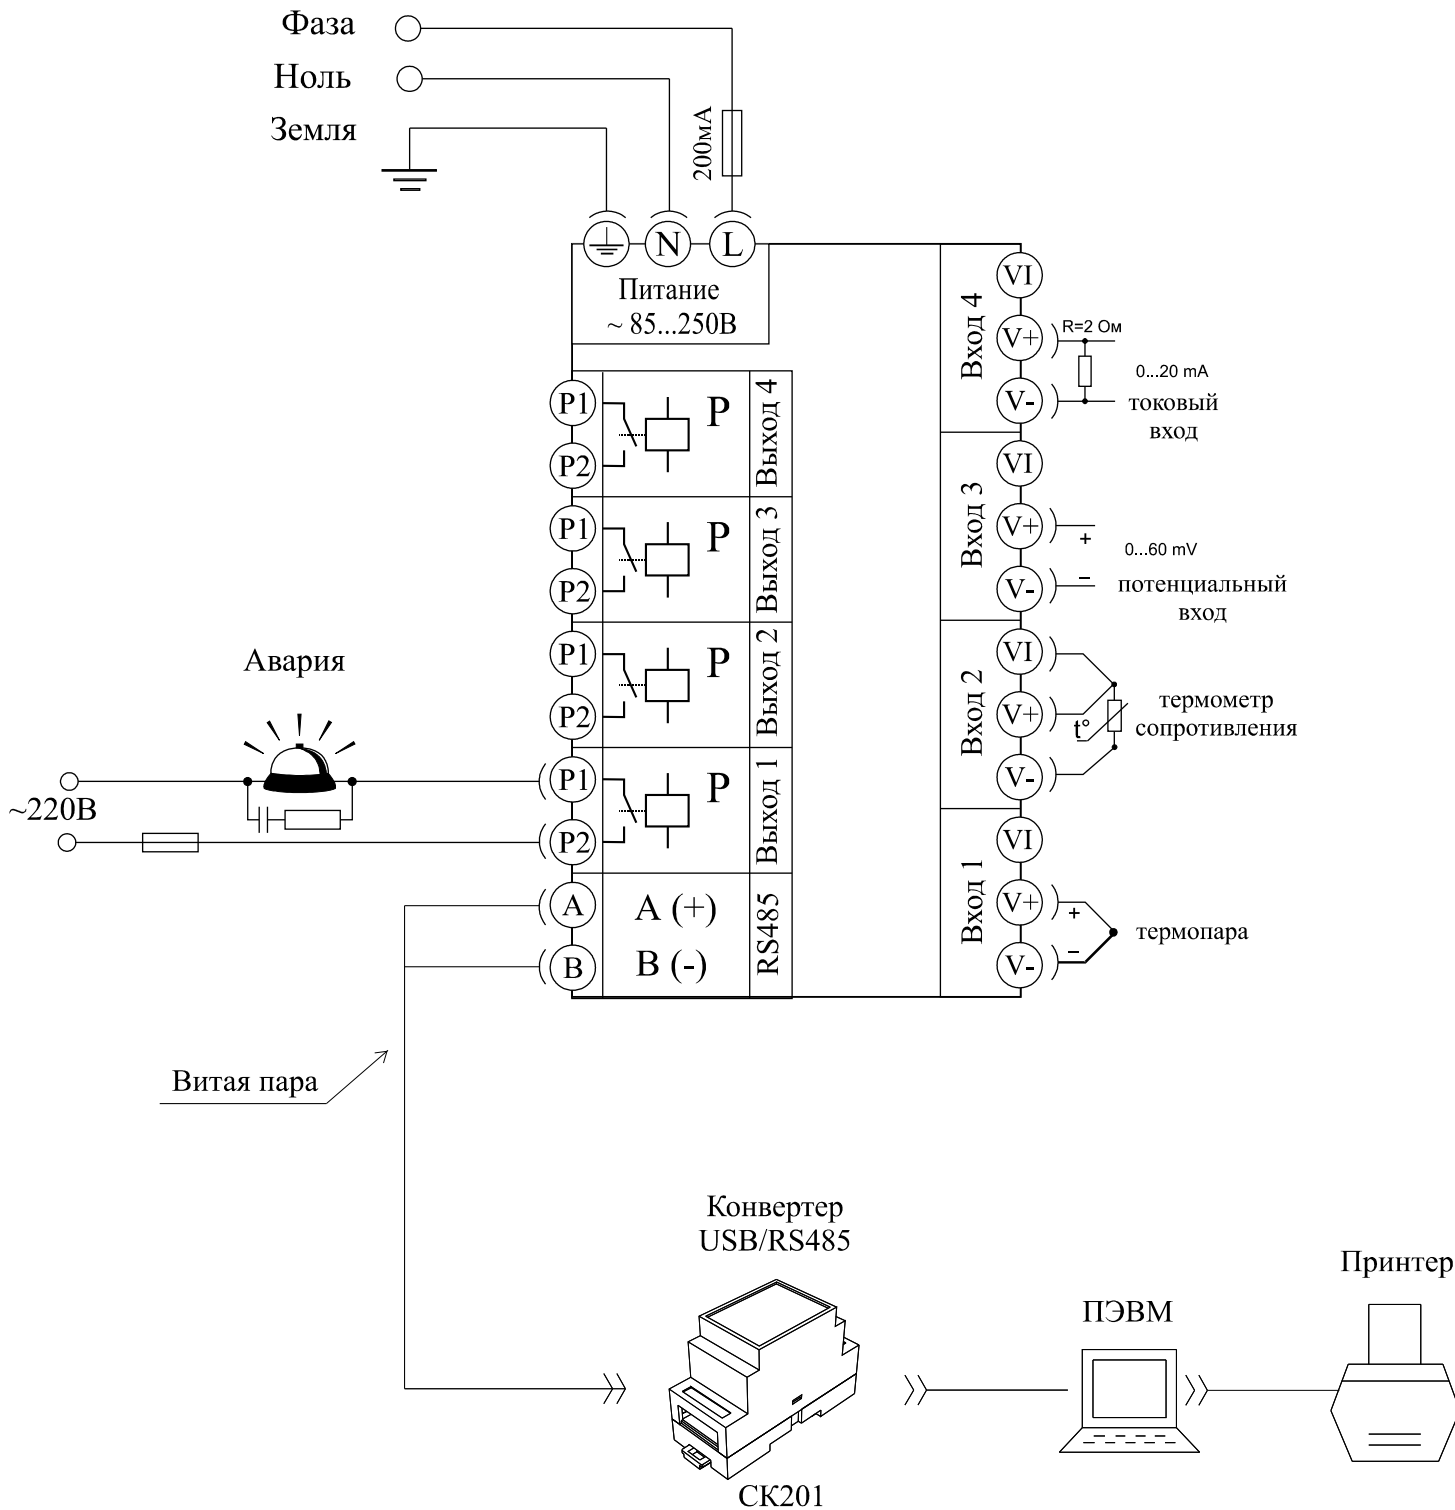 Фаза
Ноль
Земля
200мА
N
L
Питание
~ 85...250В
P1
P2
Р
Выход 4
P1
P2
Р
Выход 3
P1
P2
Р
Выход 2
P1
P2
Р
Выход 1
A
B
A (+)
B (-)
RS485
Вход 4
VI
V+
V-
R=2 Ом
0...20 mA
токовый
вход
Вход 3
VI
V+
V-
+
−
0...60 mV
потенциальный
вход
Вход 2
VI
V+
V-
t°
термометр
сопротивления
Вход 1
VI
V+
V-
+
−
термопара
Авария
~220В
Витая пара
Конвертер
USB/RS485
СК201
ПЭВМ
Принтер